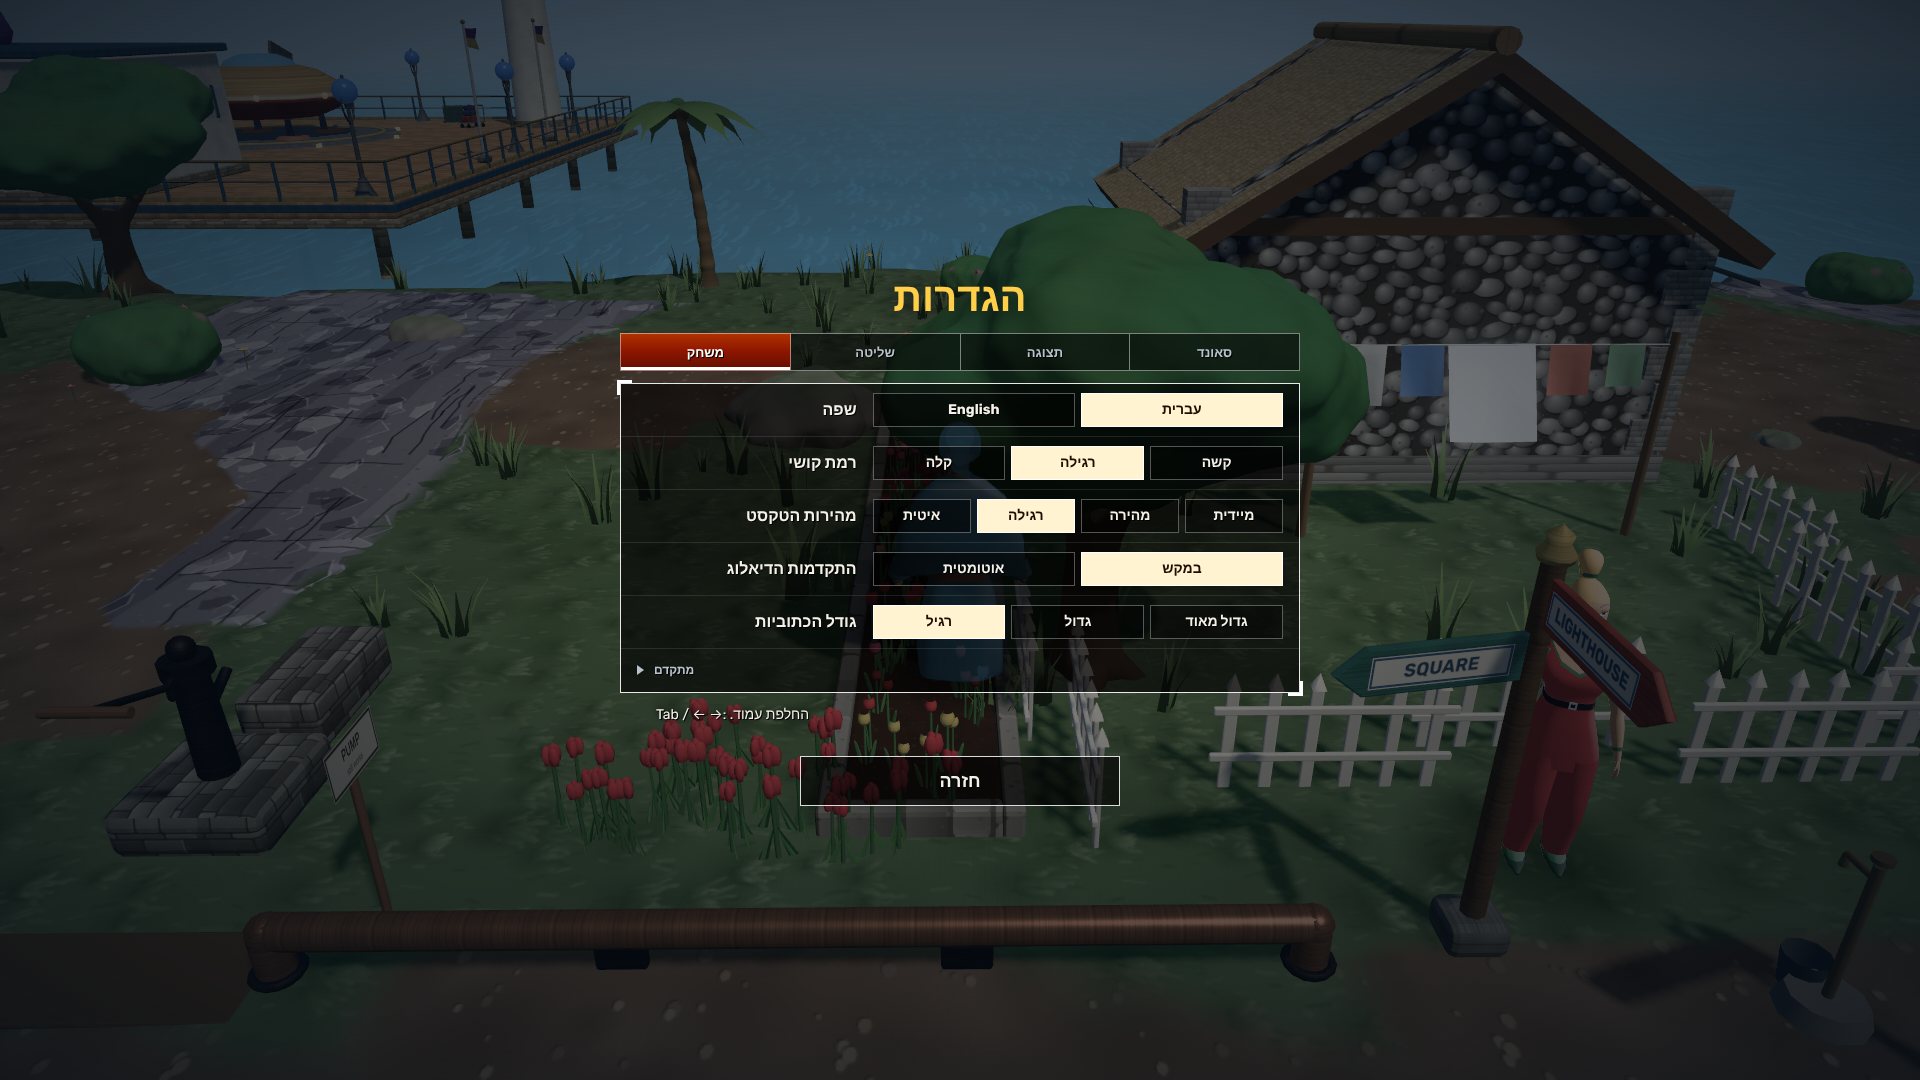 הגדרות
משחק שליטה תצוגה סאונד
שפה English עברית
רמת קושי קלה רגילה קשה
מהירות הטקסט איטית רגילה מהירה מיידית
התקדמות הדיאלוג אוטומטית במקש
גודל הכתוביות רגיל גדול גדול מאוד
מתקדם
Tab / ← →: החלפת עמוד.
חזרה
PUMP
SQUARE
LIGHTHOUSE